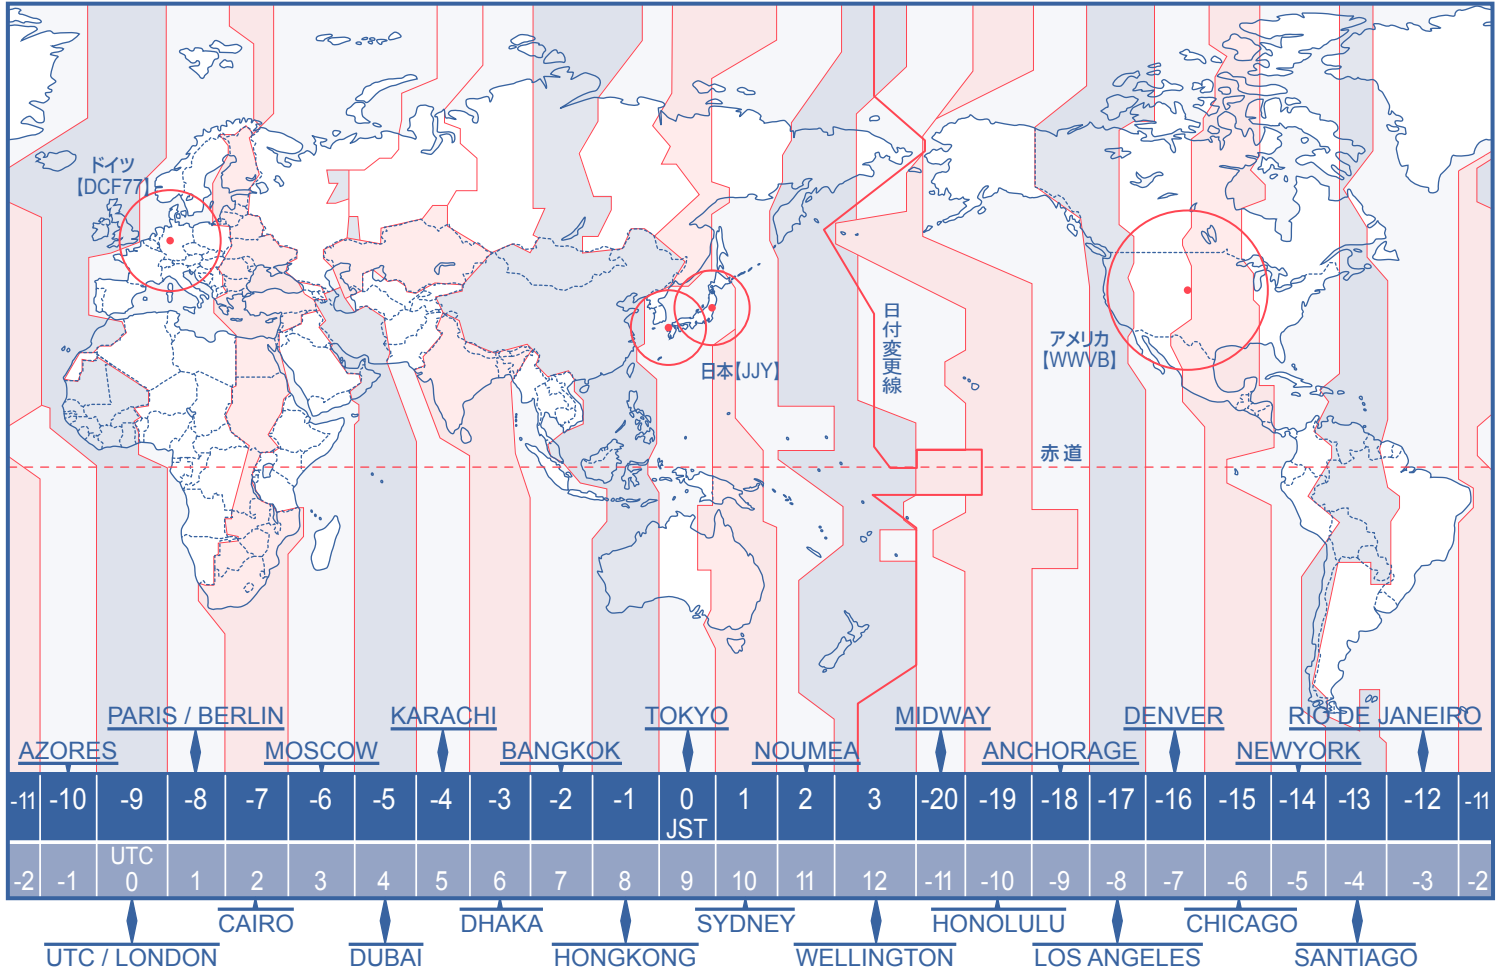 ドイツ
【DCF77】
日付変更線
アメリカ
【WWVB】
日本【JJY】
赤道
PARIS / BERLIN
KARACHI
TOKYO
MIDWAY
DENVER
RIO DE JANEIRO
AZORES
MOSCOW
BANGKOK
NOUMEA
ANCHORAGE
NEWYORK
-11 -10 -9 -8 -7 -6 -5 -4 -3 -2 -1 0 1 2 3 -20 -19 -18 -17 -16 -15 -14 -13 -12 -11
JST
UTC
-2 -1 0 1 2 3 4 5 6 7 8 9 10 11 12 -11 -10 -9 -8 -7 -6 -5 -4 -3 -2
CAIRO
DHAKA
SYDNEY
HONOLULU
CHICAGO
UTC / LONDON
DUBAI
HONGKONG
WELLINGTON
LOS ANGELES
SANTIAGO